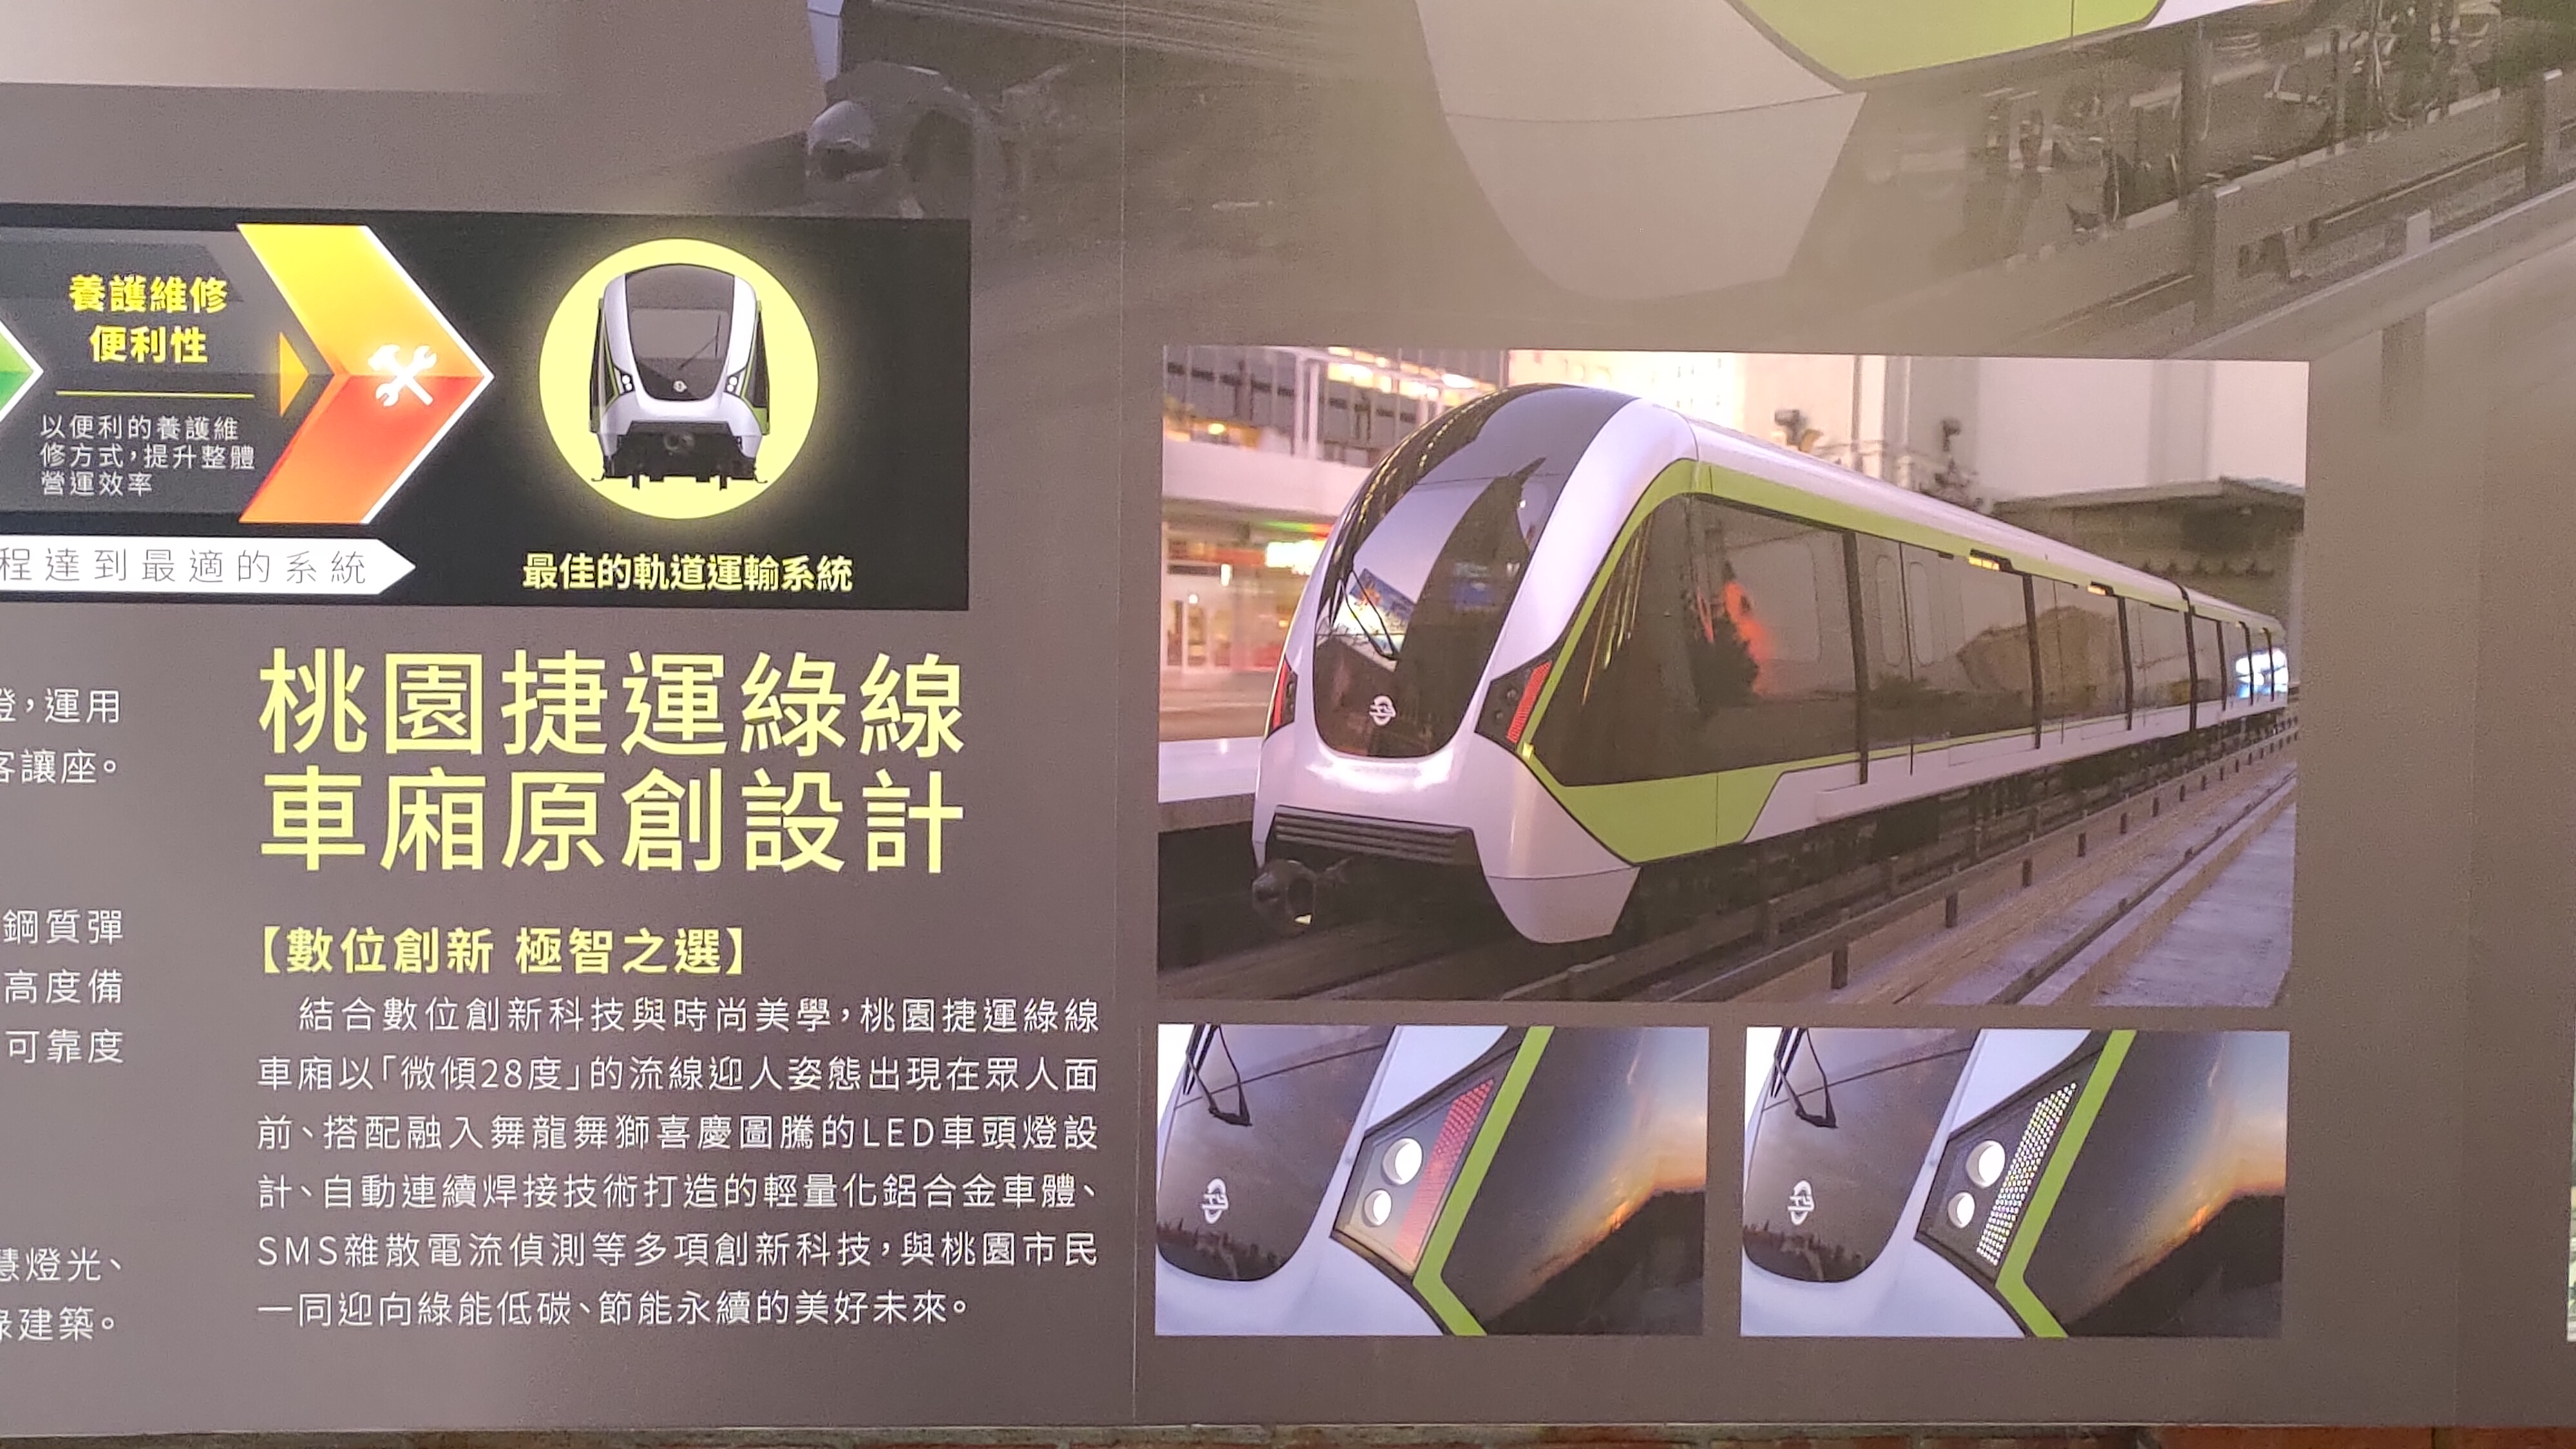 養護維修
便利性
以便利的養護維
修方式，提升整體
營運效率
程達到最適的系統
最佳的軌道運輸系統
，運用
客讓座。
鋼質彈
高度備
可靠度
慧燈光、
綠建築。
桃園捷運綠線
車廂原創設計
【數位創新 極智之選】
結合數位創新科技與時尚美學，桃園捷運綠線
車廂以「微傾28度」的流線迎人姿態出現在眾人面
前、搭配融入舞龍舞獅喜慶圖騰的LED車頭燈設
計、自動連續焊接技術打造的輕量化鋁合金車體、
SMS雜散電流偵測等多項創新科技，與桃園市民
一同迎向綠能低碳、節能永續的美好未來。